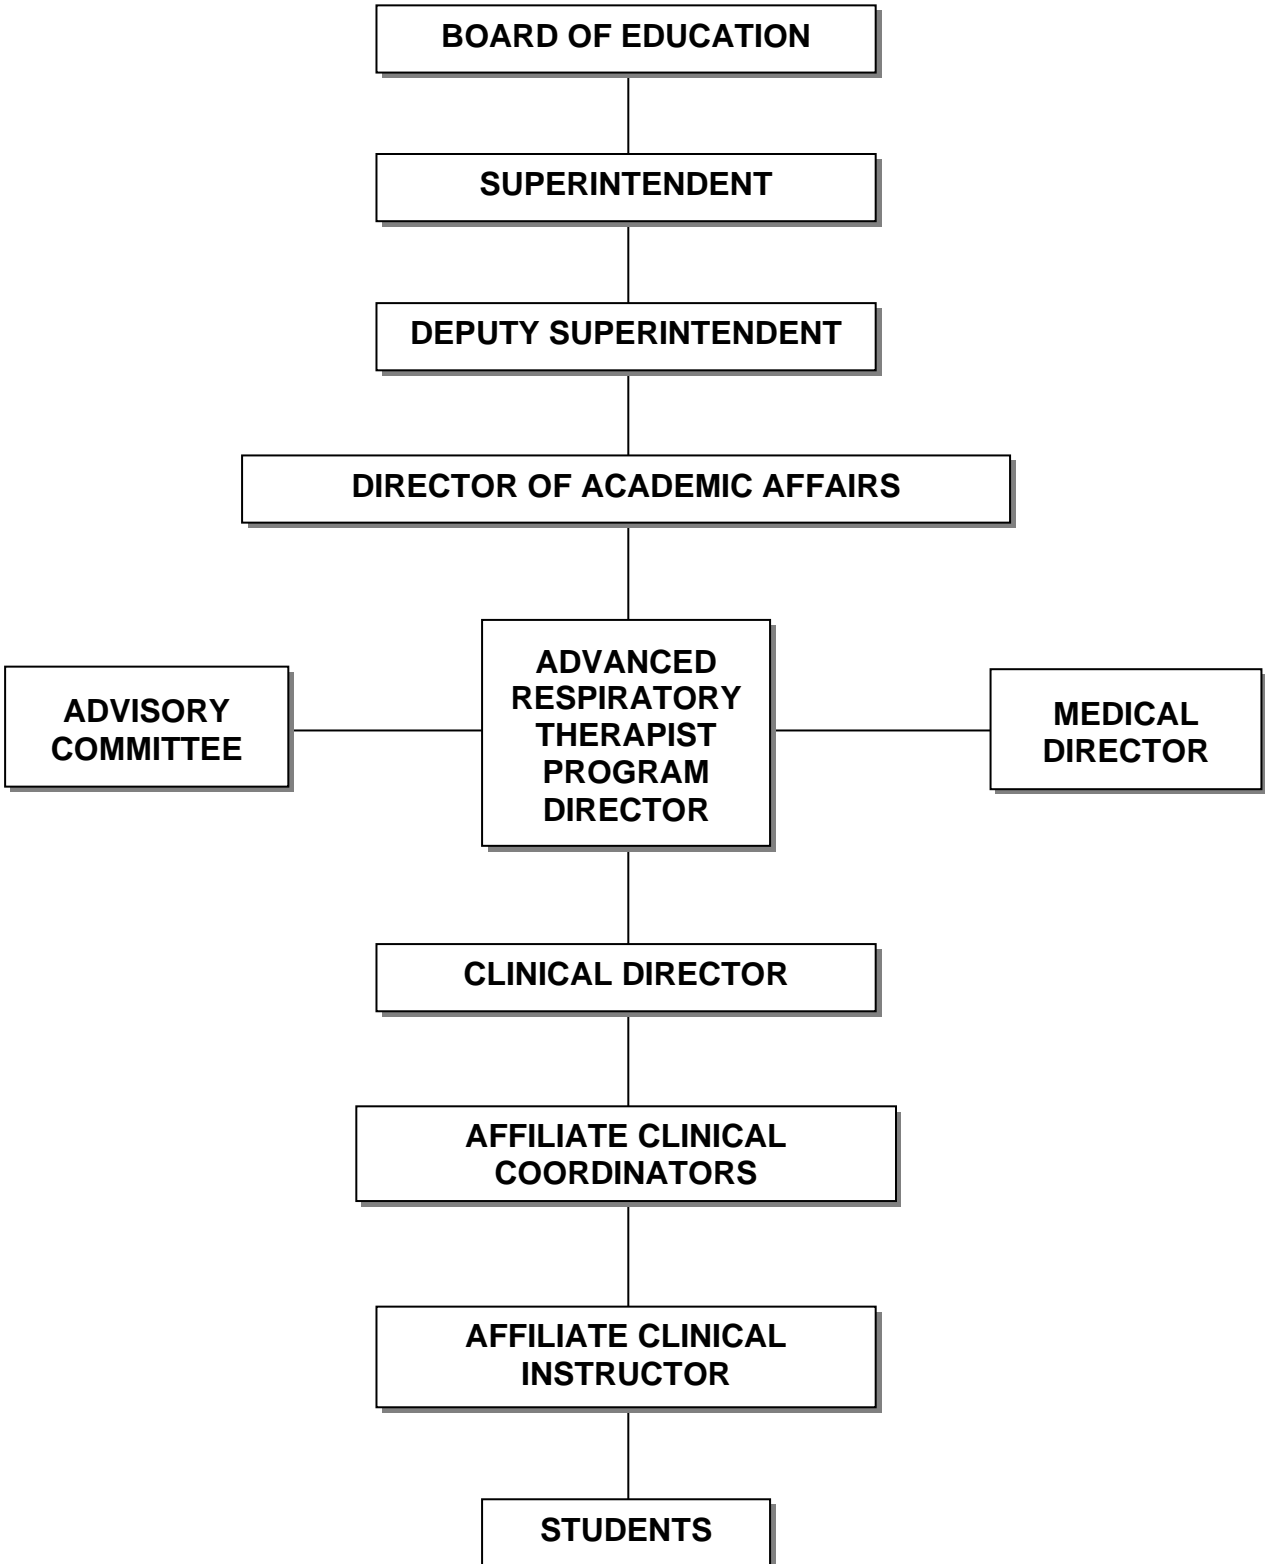 BOARD OF EDUCATION
SUPERINTENDENT
DEPUTY SUPERINTENDENT
DIRECTOR OF ACADEMIC AFFAIRS
ADVISORY
COMMITTEE
ADVANCED
RESPIRATORY
THERAPIST
PROGRAM
DIRECTOR
MEDICAL
DIRECTOR
CLINICAL DIRECTOR
AFFILIATE CLINICAL
COORDINATORS
AFFILIATE CLINICAL
INSTRUCTOR
STUDENTS